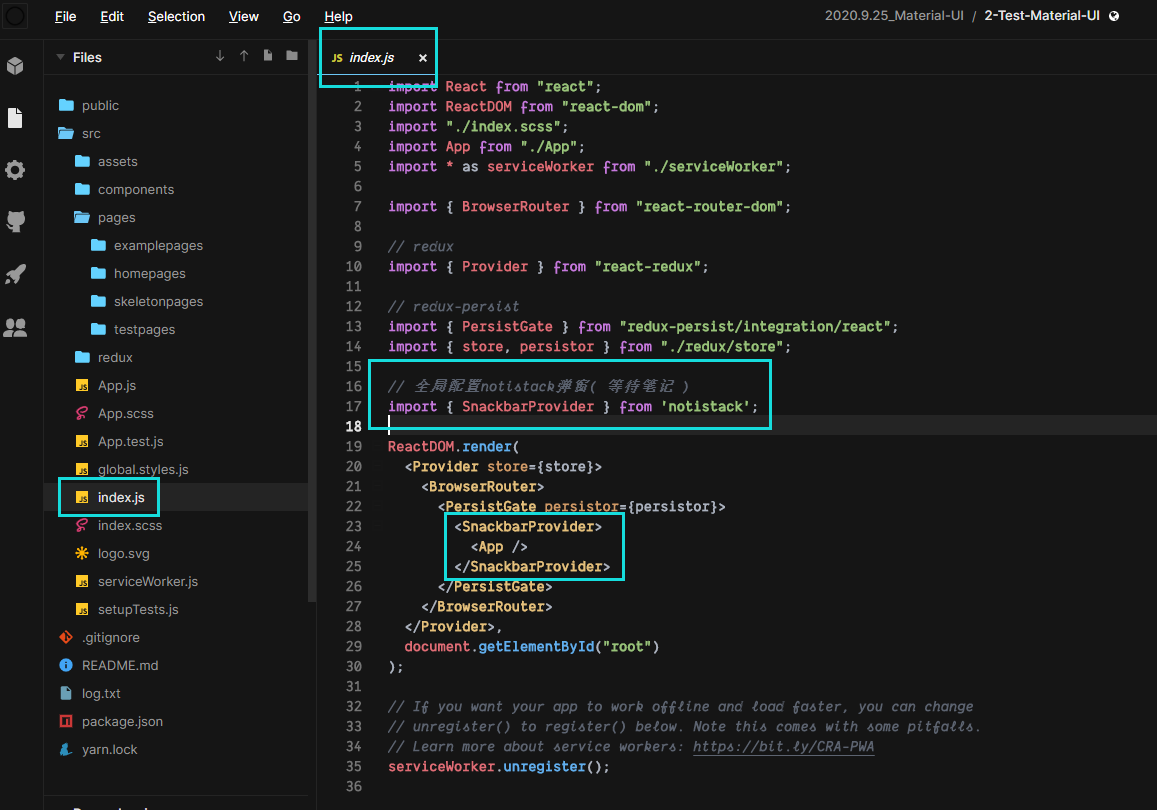 File Edit Selection View Go Help
2020.9.25_Material-UI / 2-Test-Material-UI
Files
public
src
assets
components
pages
examplepages
homepages
skeletonpages
testpages
redux
JS App.js
App.scss
JS App.test.js
JS global.styles.js
JS index.js
index.scss
logo.svg
JS serviceWorker.js
JS setupTests.js
.gitignore
README.md
log.txt
package.json
yarn.lock
JS index.js ×
1 import React from "react";
2 import ReactDOM from "react-dom";
3 import "./index.scss";
4 import App from "./App";
5 import * as serviceWorker from "./serviceWorker";
6
7 import { BrowserRouter } from "react-router-dom";
8
9 // redux
10 import { Provider } from "react-redux";
11
12 // redux-persist
13 import { PersistGate } from "redux-persist/integration/react";
14 import { store, persistor } from "./redux/store";
15
16 // 全局配置notistack弹窗( 等待笔记 )
17 import { SnackbarProvider } from 'notistack';
18
19 ReactDOM.render(
20 <Provider store={store}>
21 <BrowserRouter>
22 <PersistGate persistor={persistor}>
23 <SnackbarProvider>
24 <App />
25 </SnackbarProvider>
26 </PersistGate>
27 </BrowserRouter>
28 </Provider>,
29 document.getElementById("root")
30 );
31
32 // If you want your app to work offline and load faster, you can change
33 // unregister() to register() below. Note this comes with some pitfalls.
34 // Learn more about service workers: https://bit.ly/CRA-PWA
35 serviceWorker.unregister();
36